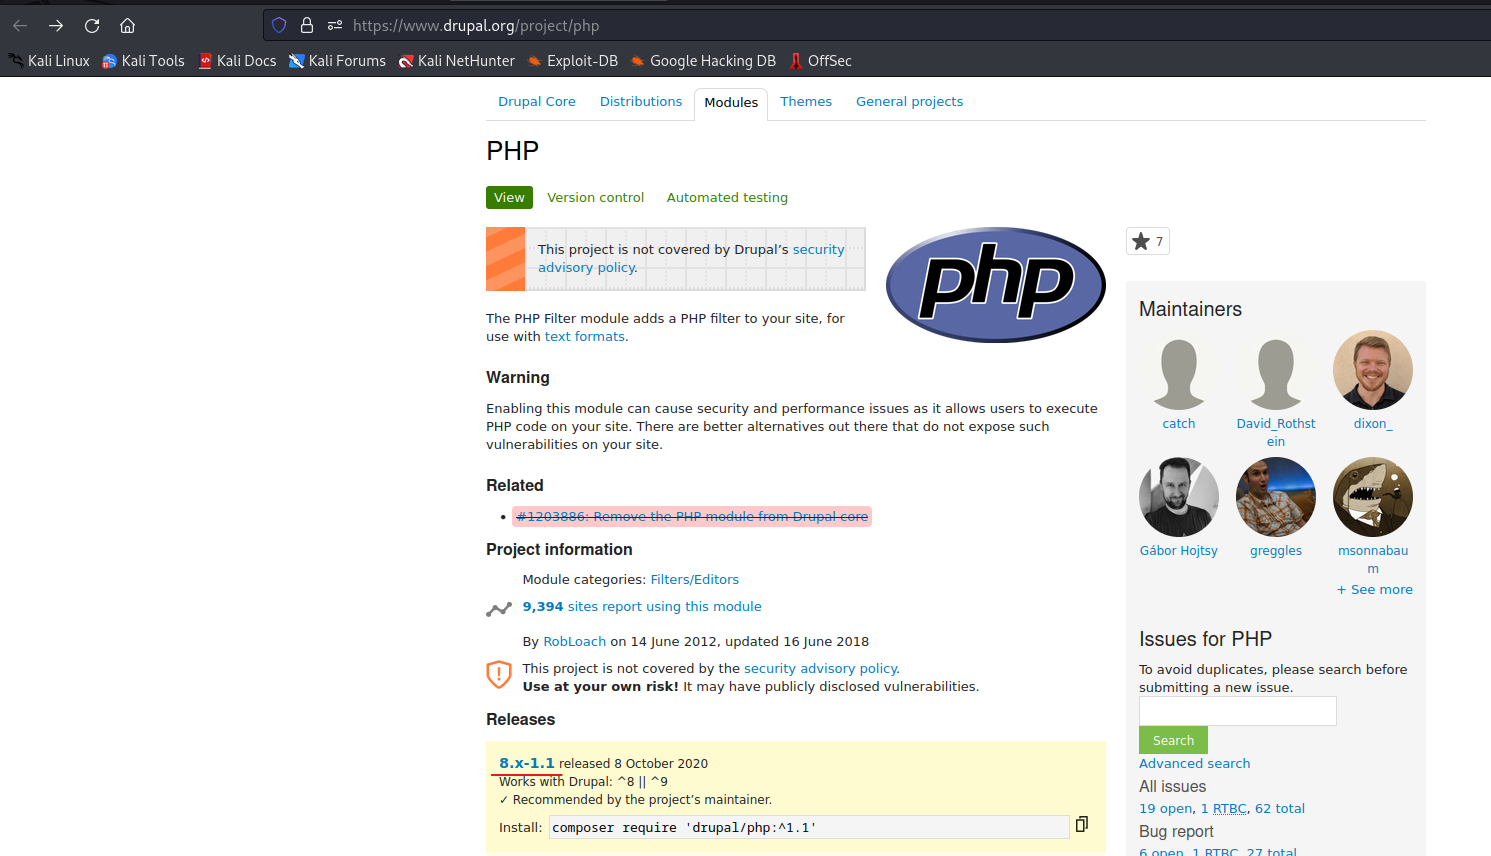 https://www.drupal.org/project/php
Kali Linux Kali Tools Kali Docs Kali Forums Kali NetHunter Exploit-DB Google Hacking DB OffSec
Drupal Core Distributions Modules Themes General projects
PHP
View Version control Automated testing
This project is not covered by Drupal’s security
advisory policy.
php
7
The PHP Filter module adds a PHP filter to your site, for
use with text formats.
Warning
Enabling this module can cause security and performance issues as it allows users to execute
PHP code on your site. There are better alternatives out there that do not expose such
vulnerabilities on your site.
Related
• #1203886: Remove the PHP module from Drupal core
Project information
Module categories: Filters/Editors
9,394 sites report using this module
By RobLoach on 14 June 2012, updated 16 June 2018
This project is not covered by the security advisory policy.
Use at your own risk! It may have publicly disclosed vulnerabilities.
Releases
8.x-1.1 released 8 October 2020
Works with Drupal: ^8 || ^9
✓ Recommended by the project’s maintainer.
Install: composer require 'drupal/php:^1.1'
Maintainers
catch David_Rothst
ein dixon_
Gábor Hojtsy greggles msonnabau
m
+ See more
Issues for PHP
To avoid duplicates, please search before
submitting a new issue.
Search
Advanced search
All issues
19 open, 1 RTBC, 62 total
Bug report
6 open, 1 RTBC, 27 total